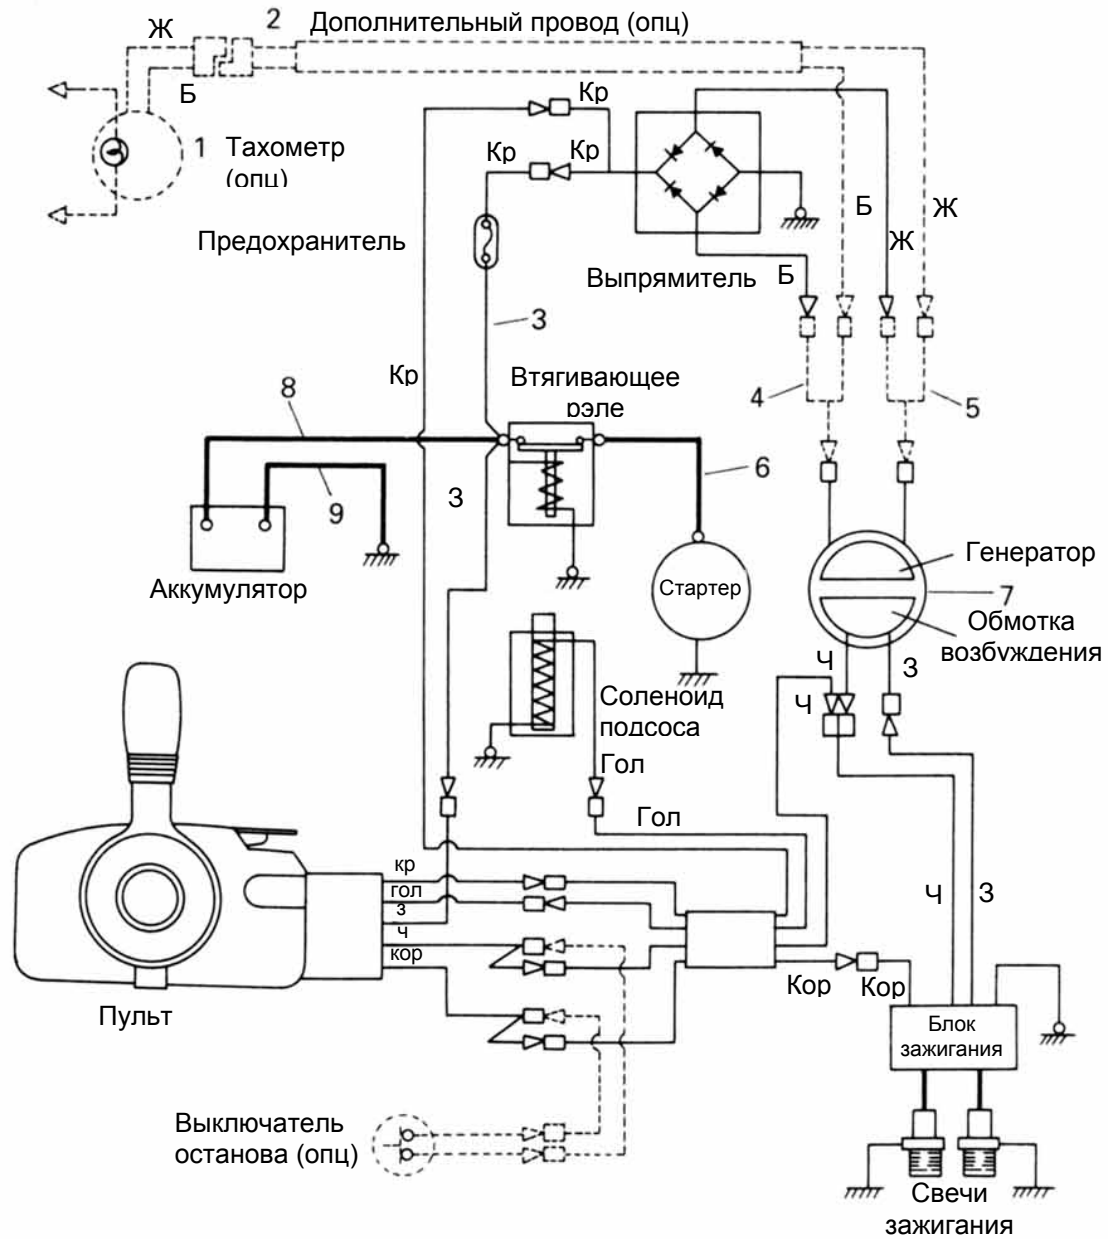 2 Дополнительный провод (опц)
Ж
Б
1 Тахометр
(опц)
Кр
Кр Кр
Предохранитель
Выпрямитель
Б
Б
Ж
Ж
3
Кр
8
9
Втягивающее
рэле
4
5
6
З
Аккумулятор
Стартер
Генератор
7
Обмотка
возбуждения
Ч
З
Ч
Соленоид
подсоса
Гол
Гол
кр
гол
з
ч
кор
Ч
З
Пульт
Кор
Кор
Блок
зажигания
Выключатель
останова (опц)
Свечи
зажигания